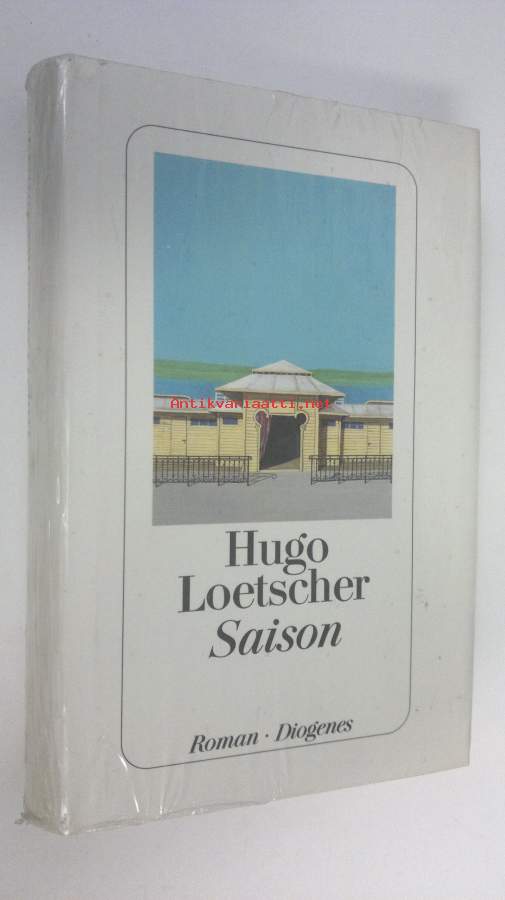 Antikvariaatti.net
Hugo
Loetscher
Saison
Roman · Diogenes